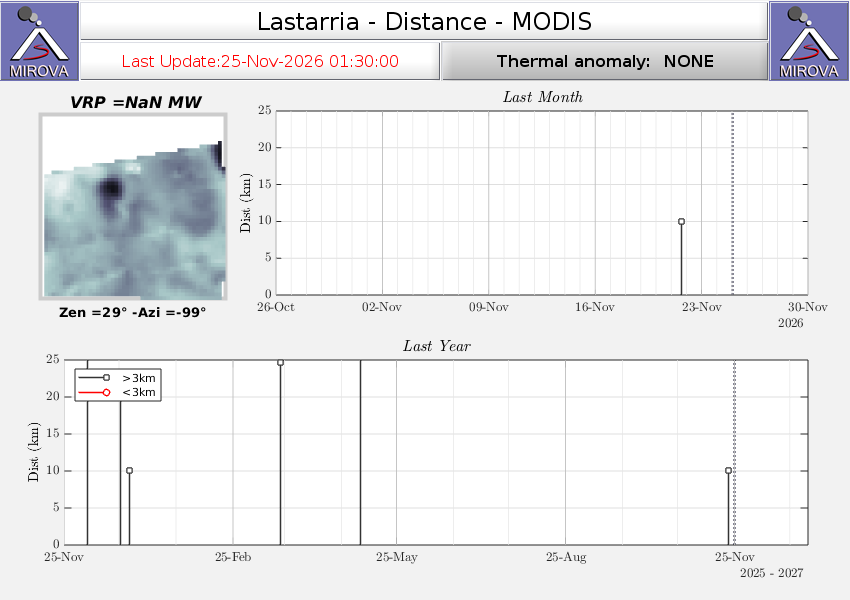 Lastarria - Distance - MODIS
MIROVA
Last Update:25-Nov-2026 01:30:00
Thermal anomaly: NONE
MIROVA
VRP =NaN MW
Zen =29° -Azi =-99°
Last Month
Dist (km)
25
20
15
10
5
0
26-Oct
02-Nov
09-Nov
16-Nov
23-Nov
30-Nov
2026
Last Year
Dist (km)
25
20
15
10
5
0
>3km
<3km
25-Nov
25-Feb
25-May
25-Aug
25-Nov
2025 - 2027